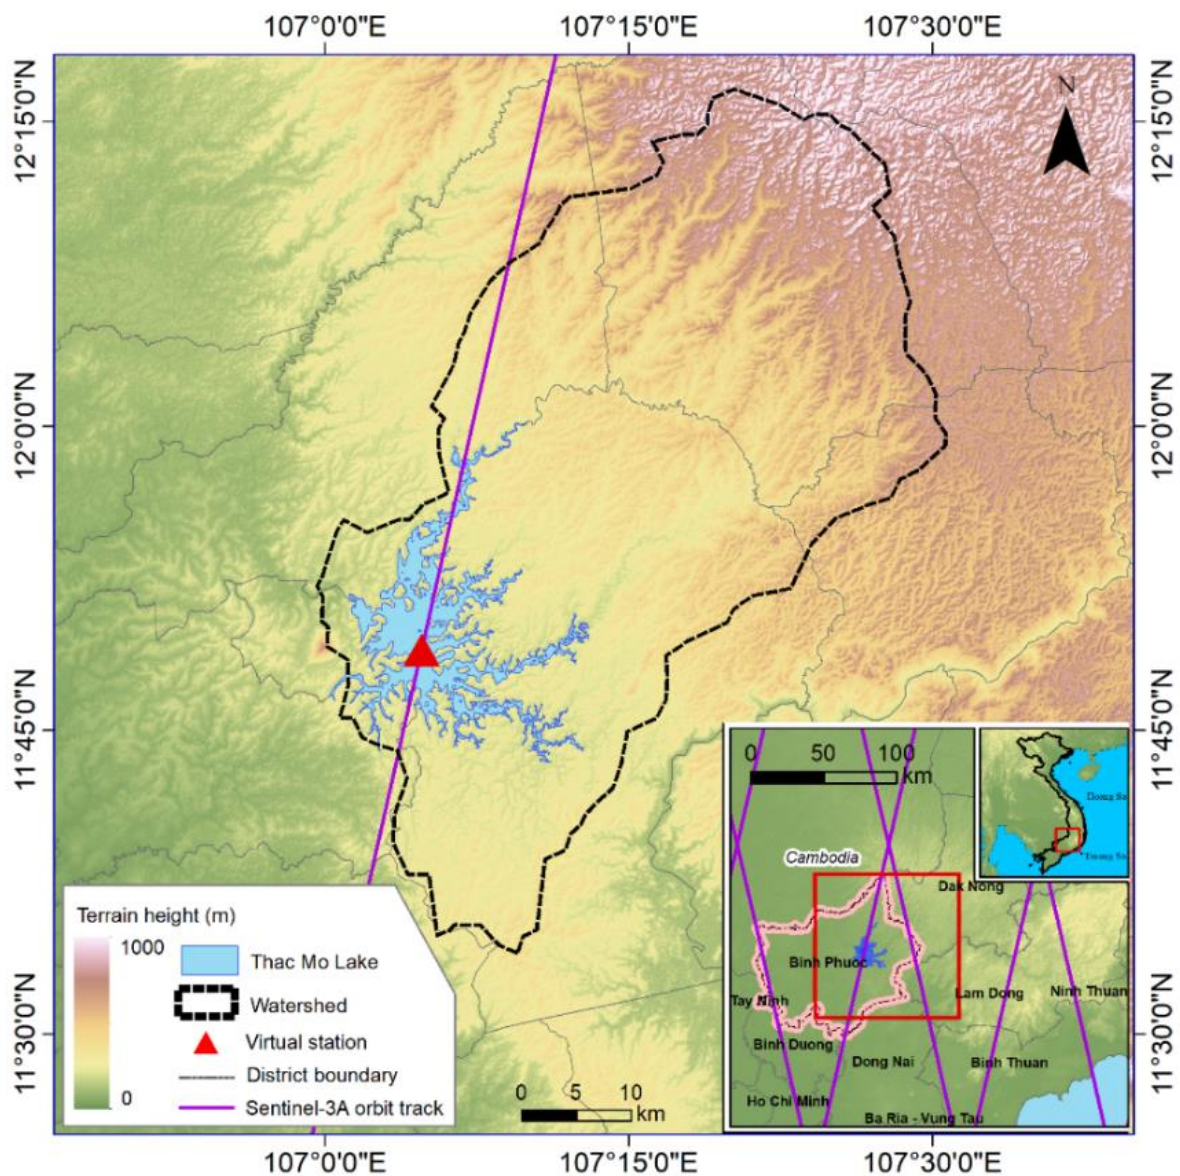 107°0'0"E
107°15'0"E
107°30'0"E
12°15'0"N
12°15'0"N
N
12°0'0"N
12°0'0"N
11°45'0"N
11°45'0"N
0 50 100
km
Cambodia
Dak Nong
Binh Phuoc
Tay Ninh
Lam Dong
Ninh Thuan
Binh Duong
Dong Nai
Binh Thuan
Ho Chi Minh
Ba Ria - Vung Tau
Terrain height (m)
1000
0
Thac Mo Lake
Watershed
Virtual station
District boundary
Sentinel-3A orbit track
0 5 10
km
11°30'0"N
11°30'0"N
107°0'0"E
107°15'0"E
107°30'0"E